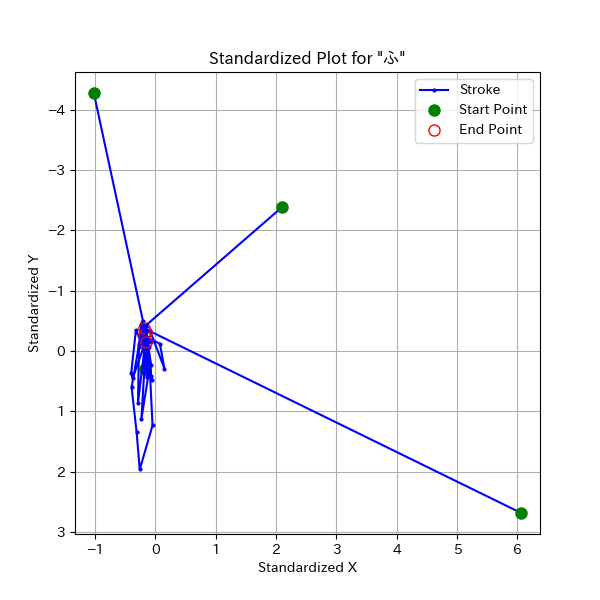 Standardized Plot for "ふ"
Stroke
Start Point
End Point
Standardized Y
−4
−3
−2
−1
0
1
2
3
−1 0 1 2 3 4 5 6
Standardized X